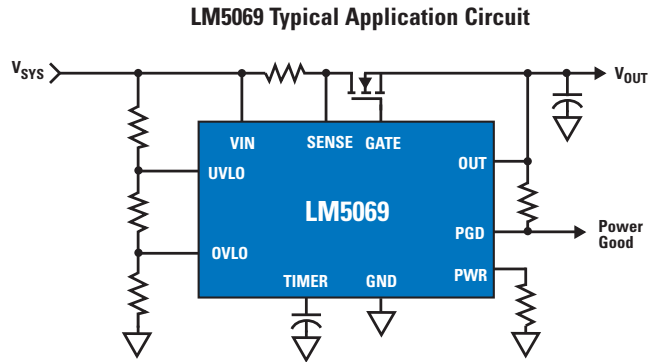 LM5069 Typical Application Circuit
VSYS
VOUT
VIN
SENSE
GATE
UVLO
OUT
LM5069
PGD
Power
Good
OVLO
TIMER
GND
PWR